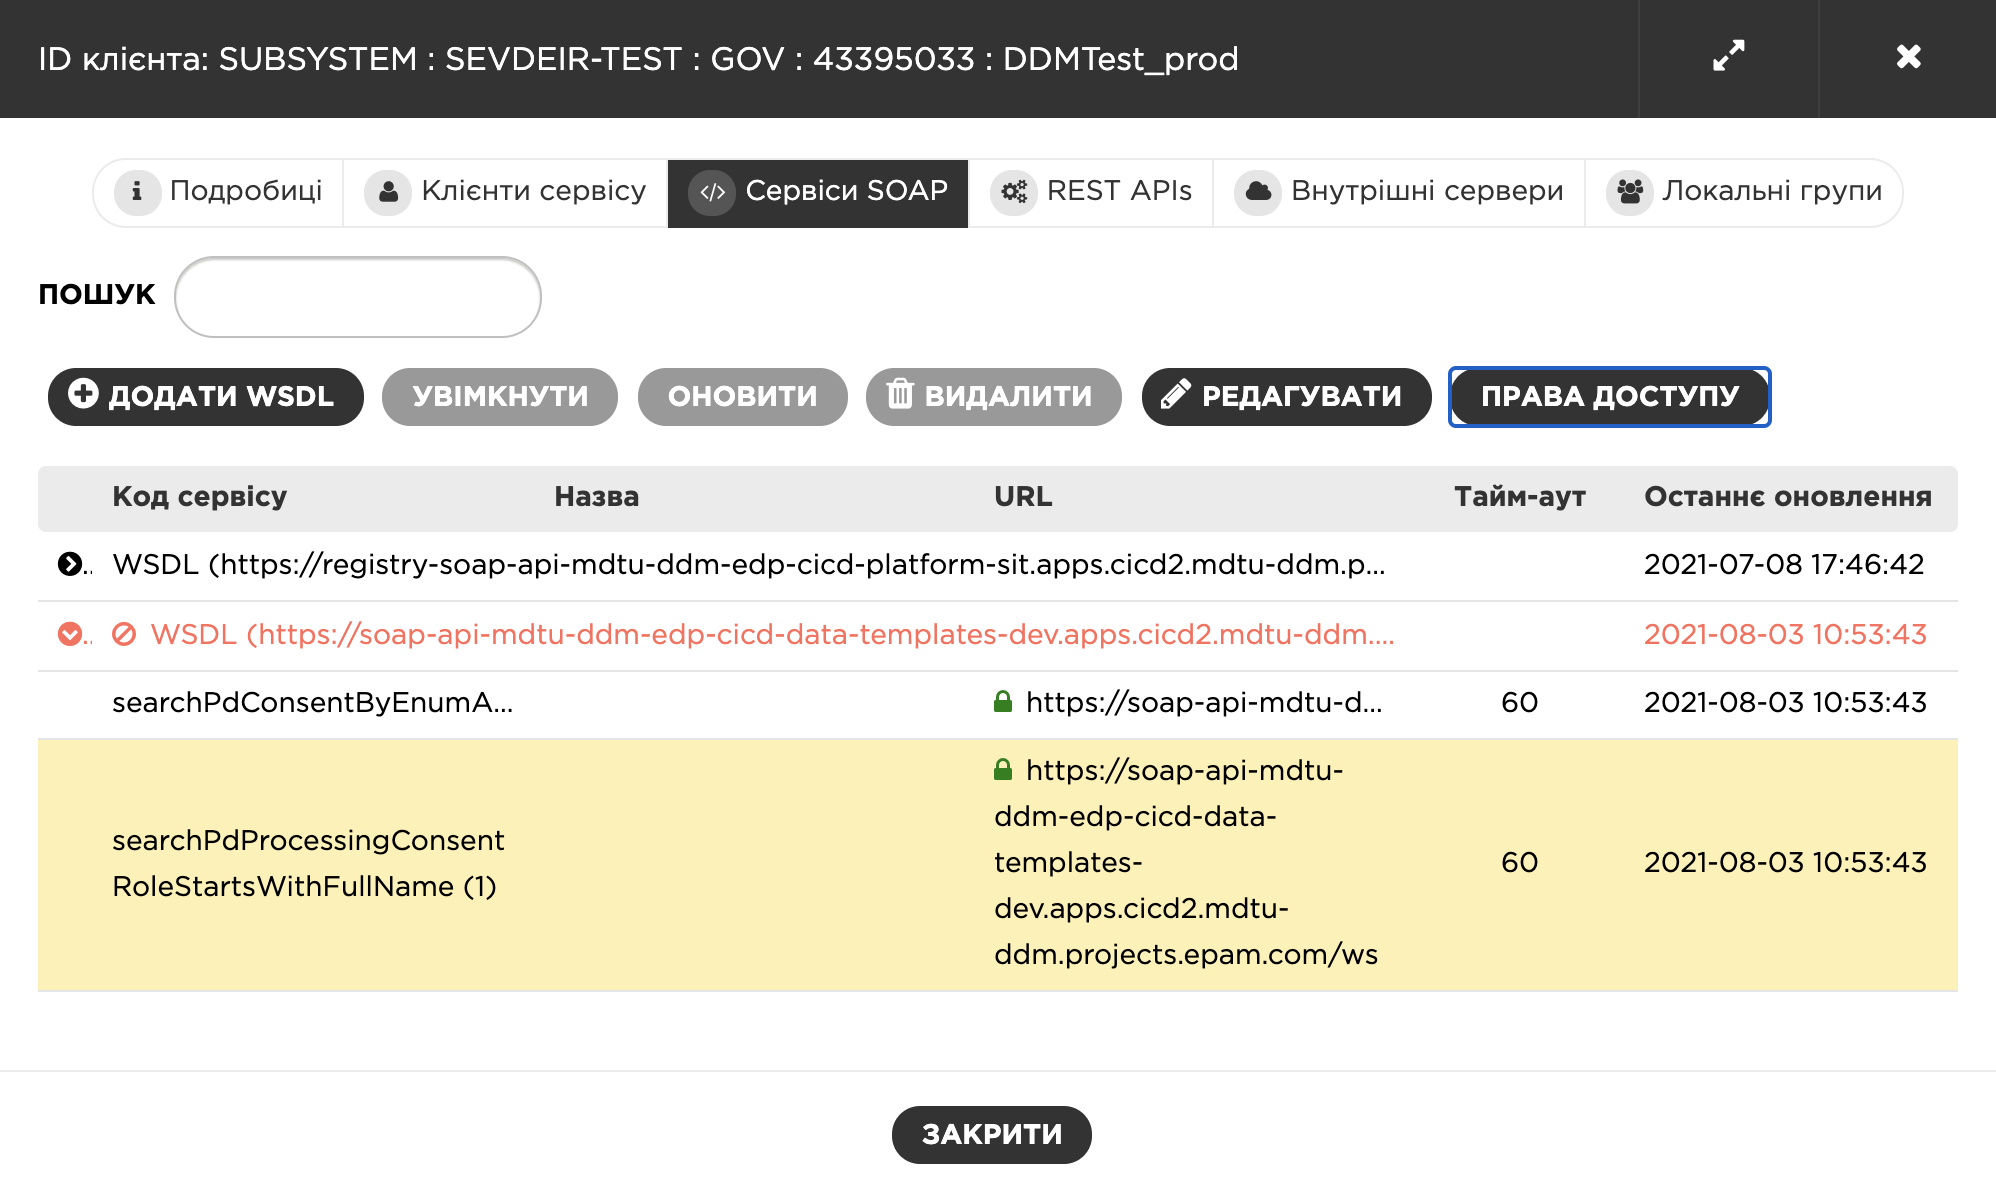 ID клієнта: SUBSYSTEM : SEVDEIR-TEST : GOV : 43395033 : DDMTest_prod
Подробиці Клієнти сервісу Сервіси SOAP REST APIs Внутрішні сервери Локальні групи
ПОШУК
ДОДАТИ WSDL УВІМКНУТИ ОНОВИТИ ВИДАЛИТИ РЕДАГУВАТИ ПРАВА ДОСТУПУ
Код сервісу Назва URL Тайм-аут Останнє оновлення
.. WSDL (https://registry-soap-api-mdtu-ddm-edp-cicd-platform-sit.apps.cicd2.mdtu-ddm.p... 2021-07-08 17:46:42
.. WSDL (https://soap-api-mdtu-ddm-edp-cicd-data-templates-dev.apps.cicd2.mdtu-ddm.... 2021-08-03 10:53:43
searchPdConsentByEnumA... https://soap-api-mdtu-d... 60 2021-08-03 10:53:43
searchPdProcessingConsent
RoleStartsWithFullName (1)
https://soap-api-mdtu-
ddm-edp-cicd-data-
templates-
dev.apps.cicd2.mdtu-
ddm.projects.epam.com/ws
60 2021-08-03 10:53:43
ЗАКРИТИ